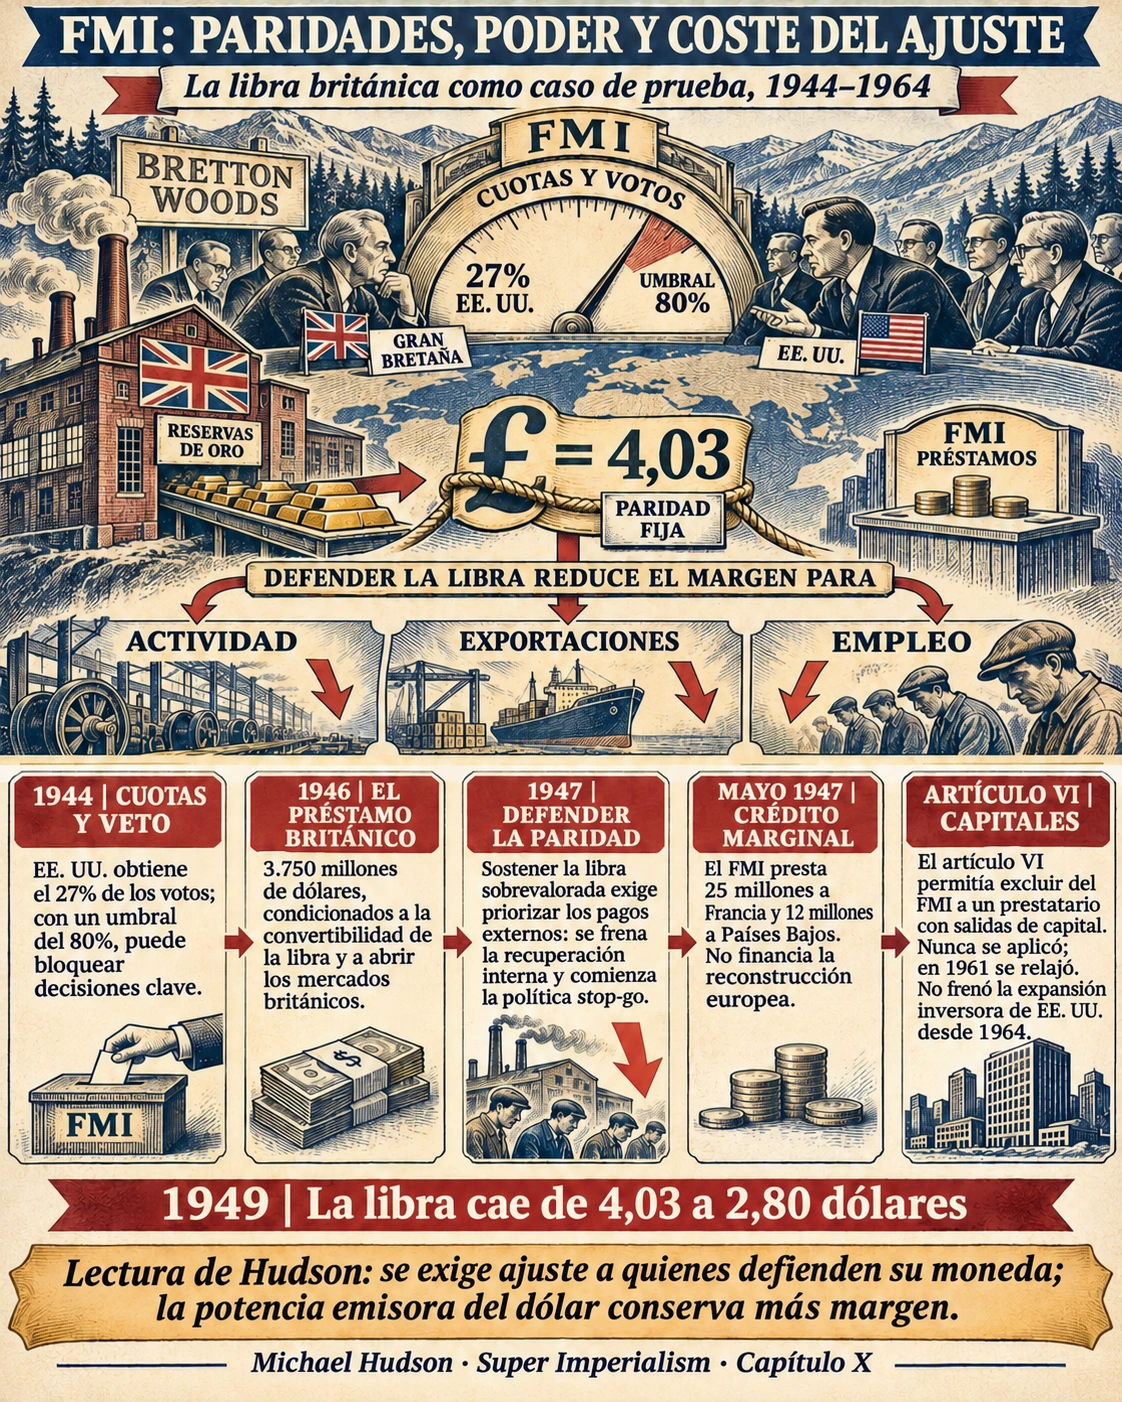 FMI: PARIDADES, PODER Y COSTE DEL AJUSTE
La libra británica como caso de prueba, 1944–1964
BRETTON
WOODS
FMI
CUOTAS Y VOTOS
27%
EE. UU.
UMBRAL
80%
GRAN
BRETAÑA
EE. UU.
RESERVAS
DE ORO
£ = 4,03
PARIDAD
FIJA
FMI
PRÉSTAMOS
DEFENDER LA LIBRA REDUCE EL MARGEN PARA
ACTIVIDAD
EXPORTACIONES
EMPLEO
1944 | CUOTAS
Y VETO
EE. UU. obtiene
el 27% de los votos;
con un umbral
del 80%, puede
bloquear
decisiones clave.
FMI
1946 | EL
PRÉSTAMO
BRITÁNICO
3.750 millones
de dólares,
condicionados a la
convertibilidad de
la libra y a abrir
los mercados
británicos.
$
1947 |
DEFENDER
LA PARIDAD
Sostener la libra
sobrevalorada exige
priorizar los pagos
externos: se frena
la recuperación
interna y comienza
la política stop-go.
MAYO 1947 |
CRÉDITO
MARGINAL
El FMI presta
25 millones a
Francia y 12 millones
a Países Bajos.
No financia la
reconstrucción
europea.
ARTÍCULO VI |
CAPITALES
El artículo VI
permitía excluir del
FMI a un prestatario
con salidas de capital.
Nunca se aplicó;
en 1961 se relajó.
No frenó la expansión
inversora de EE. UU.
desde 1964.
1949 | La libra cae de 4,03 a 2,80 dólares
Lectura de Hudson: se exige ajuste a quienes defienden su moneda;
la potencia emisora del dólar conserva más margen.
Michael Hudson · Super Imperialism · Capítulo X